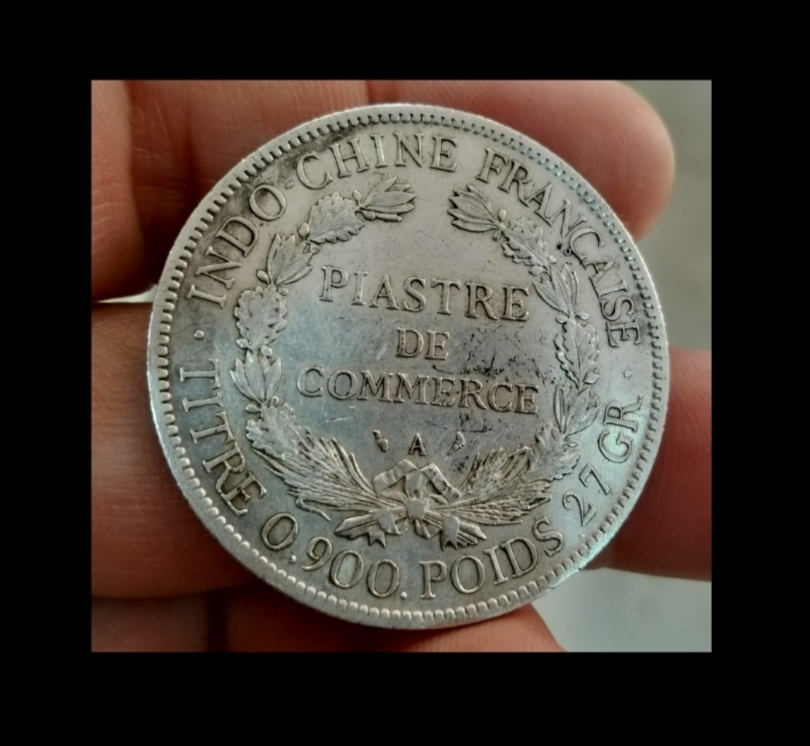 INDO-CHINE FRANÇAISE
PIASTRE
DE
COMMERCE
A
TITRE 0.900. POIDS 27 GR.